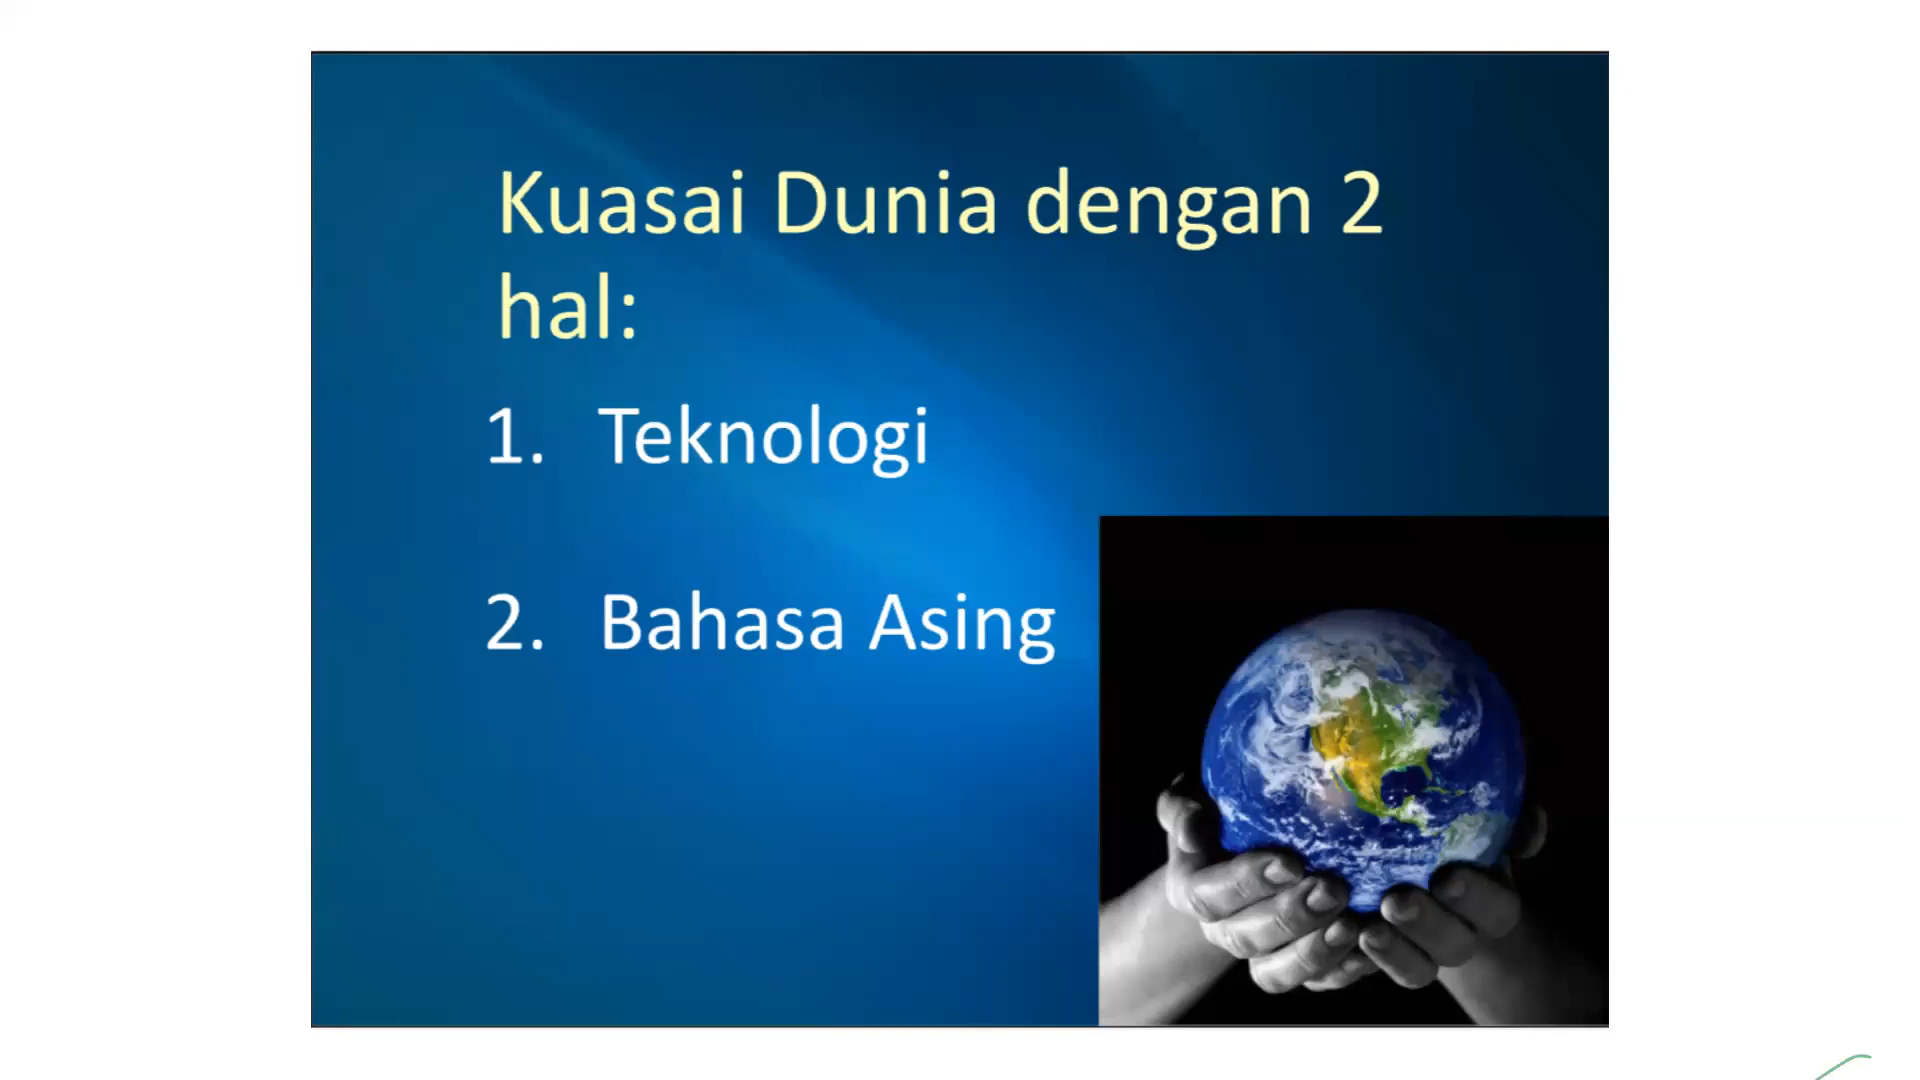 Kuasai Dunia dengan 2
hal:
1. Teknologi
2. Bahasa Asing